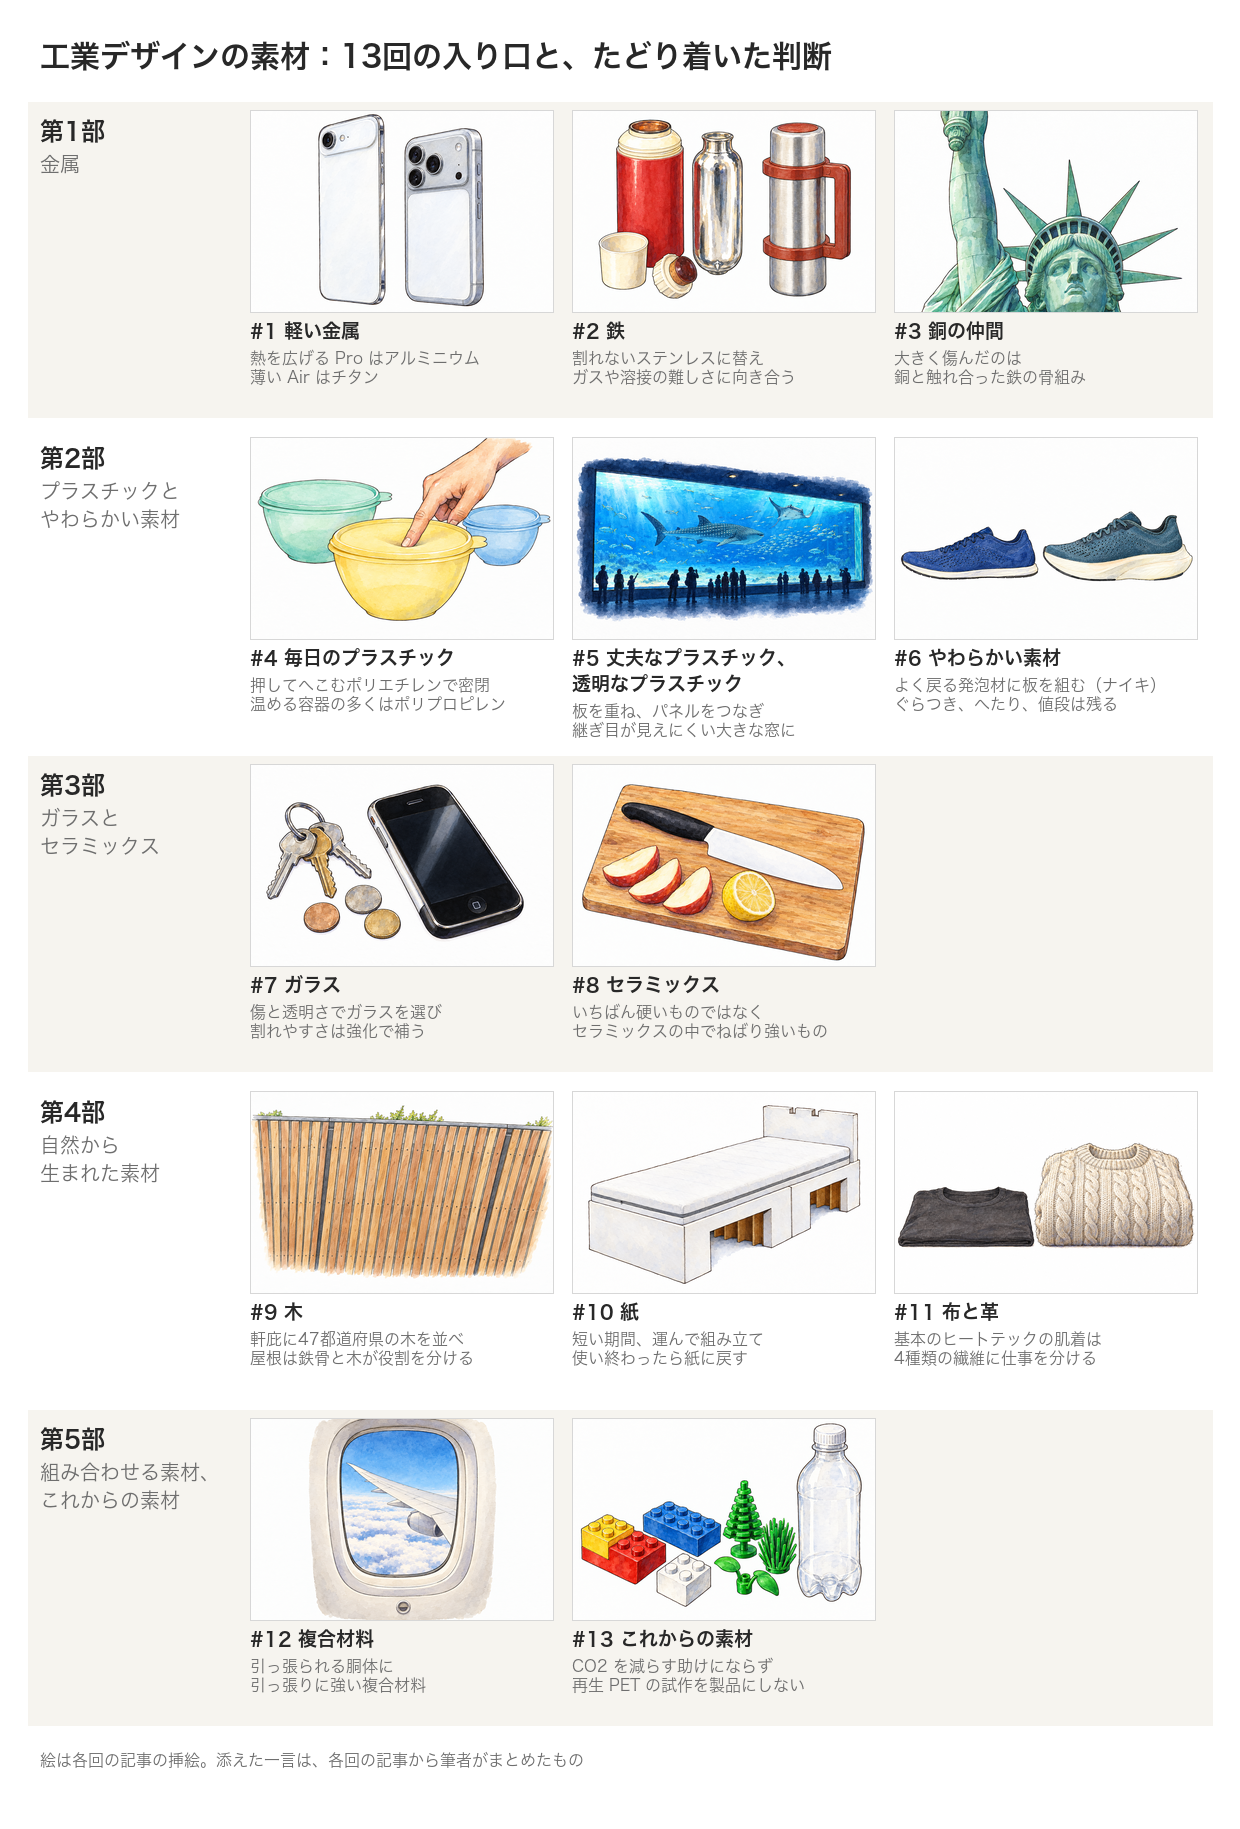 工業デザインの素材：13回の入り口と、たどり着いた判断
第1部
金属
#1 軽い金属
熱を広げる Pro はアルミニウム
薄い Air はチタン
#2 鉄
割れないステンレスに替え
ガスや溶接の難しさに向き合う
#3 銅の仲間
大きく傷んだのは
銅と触れ合った鉄の骨組み
第2部
プラスチックと
やわらかい素材
#4 毎日のプラスチック
押してへこむポリエチレンで密閉
温める容器の多くはポリプロピレン
#5 丈夫なプラスチック、
透明なプラスチック
板を重ね、パネルをつなぎ
継ぎ目が見えにくい大きな窓に
#6 やわらかい素材
よく戻る発泡材に板を組む（ナイキ）
ぐらつき、へたり、値段は残る
第3部
ガラスと
セラミックス
#7 ガラス
傷と透明さでガラスを選び
割れやすさは強化で補う
#8 セラミックス
いちばん硬いものではなく
セラミックスの中でねばり強いもの
第4部
自然から
生まれた素材
#9 木
軒庇に47都道府県の木を並べ
屋根は鉄骨と木が役割を分ける
#10 紙
短い期間、運んで組み立て
使い終わったら紙に戻す
#11 布と革
基本のヒートテックの肌着は
4種類の繊維に仕事を分ける
第5部
組み合わせる素材、
これからの素材
#12 複合材料
引っ張られる胴体に
引っ張りに強い複合材料
#13 これからの素材
CO2 を減らす助けにならず
再生 PET の試作を製品にしない
絵は各回の記事の挿絵。添えた一言は、各回の記事から筆者がまとめたもの